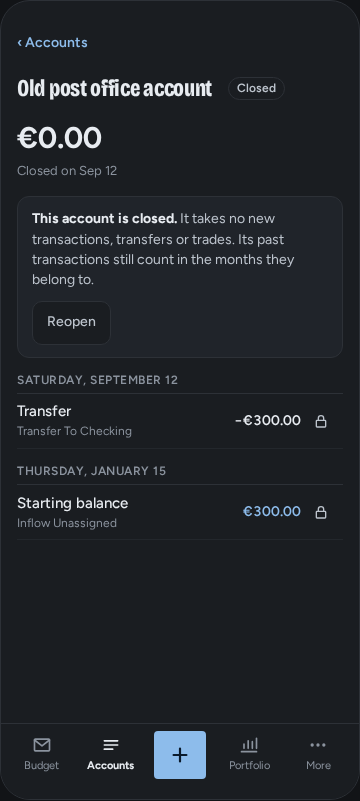 ‹ Accounts
Old post office account
Closed
€0.00
Closed on Sep 12
This account is closed. It takes no new
transactions, transfers or trades. Its past
transactions still count in the months they
belong to.
Reopen
SATURDAY, SEPTEMBER 12
Transfer
−€300.00
Transfer To Checking
THURSDAY, JANUARY 15
Starting balance
€300.00
Inflow Unassigned
Budget
Accounts
Portfolio
More